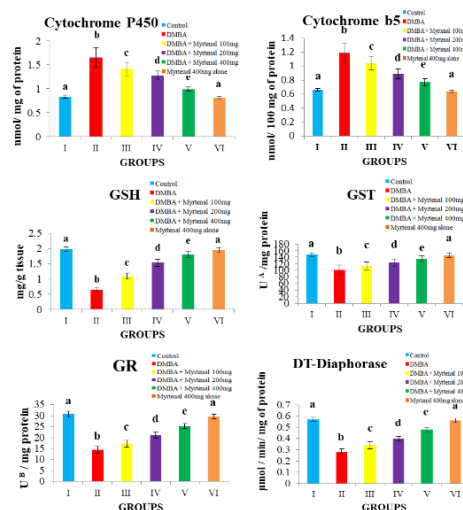 Cytochrome P450
nmol/ mg of protein
2
1.5
1
0.5
0
a
b
c
d
e
a
Control
DMBA
DMBA + Myrtenal 100mg
DMBA + Myrtenal 200mg
DMBA + Myrtenal 400mg
Myrtenal 400mg alone
I II III IV V VI
GROUPS
Cytochrome b5
nmol/ 100 mg of protein
1.6
1.4
1.2
1
0.8
0.6
0.4
0.2
0
a
b
c
d
e
a
Control
DMBA
DMBA + Myrtenal 100m
DMBA + Myrtenal 200m
DMBA + Myrtenal 400m
Myrtenal 400mg alone
I II III IV V VI
GROUPS
GSH
mg/g tissue
2.5
2
1.5
1
0.5
0
a
b
c
d
e
a
Control
DMBA
DMBA + Myrtenal 100mg
DMBA + Myrtenal 200mg
DMBA + Myrtenal 400mg
Myrtenal 400mg alone
I II III IV V VI
GROUPS
GST
U A/ mg protein
180
160
140
120
100
80
60
40
20
0
a
b
c
d
e
a
Control
DMBA
DMBA + Myrtenal 100mg
DMBA + Myrtenal 200mg
DMBA + Myrtenal 400mg
Myrtenal 400mg alone
I II III IV V VI
GROUPS
GR
U B / mg protein
35
30
25
20
15
10
5
0
a
b
c
d
e
a
Control
DMBA
DMBA + Myrtenal 100mg
DMBA + Myrtenal 200mg
DMBA + Myrtenal 400mg
Myrtenal 400mg alone
I II III IV V VI
GROUPS
DT-Diaphorase
µmol / min/ mg of protein
0.7
0.6
0.5
0.4
0.3
0.2
0.1
0
a
b
c
d
c
a
Control
DMBA
DMBA + Myrtenal 10
DMBA + Myrtenal 20
DMBA + Myrtenal 40
Myrtenal 400mg alo
I II III IV V VI
GROUPS